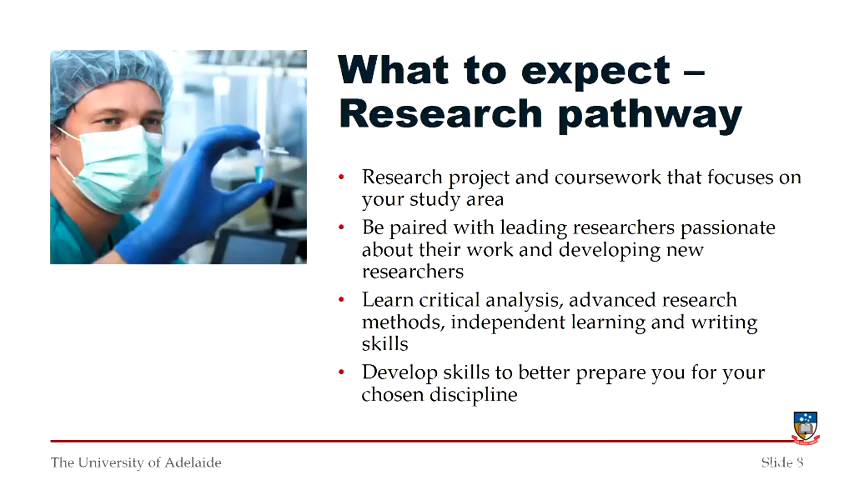 What to expect –
Research pathway
• Research project and coursework that focuses on
your study area
• Be paired with leading researchers passionate
about their work and developing new
researchers
• Learn critical analysis, advanced research
methods, independent learning and writing
skills
• Develop skills to better prepare you for your
chosen discipline
The University of Adelaide
Slide